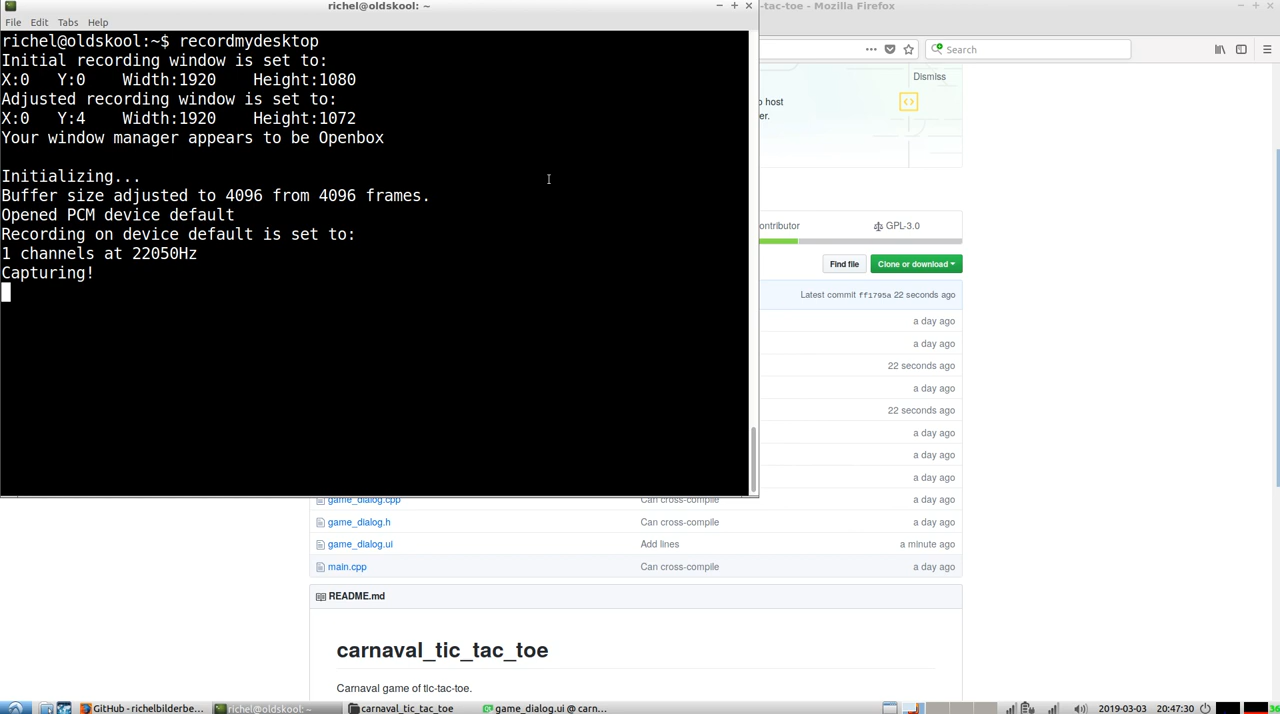 richel@oldskool: ~
-tac-toe - Mozilla Firefox
File Edit Tabs Help
richel@oldskool:~$ recordmydesktop
Initial recording window is set to:
X:0 Y:0 Width:1920 Height:1080
Adjusted recording window is set to:
X:0 Y:4 Width:1920 Height:1072
Your window manager appears to be Openbox
Initializing...
Buffer size adjusted to 4096 from 4096 frames.
Opened PCM device default
Recording on device default is set to:
1 channels at 22050Hz
Capturing!
Search
Dismiss
o host
er.
ontributor
GPL-3.0
Find file
Clone or download
Latest commit ff1795a 22 seconds ago
a day ago
a day ago
22 seconds ago
a day ago
22 seconds ago
a day ago
a day ago
a day ago
game_dialog.cpp Can cross-compile a day ago
game_dialog.h Can cross-compile a day ago
game_dialog.ui Add lines a minute ago
main.cpp Can cross-compile a day ago
README.md
carnaval_tic_tac_toe
Carnaval game of tic-tac-toe.
GitHub - richelbilderbe...
richel@oldskool: ~
carnaval_tic_tac_toe
game_dialog.ui @ carn...
2019-03-03 20:47:30
36